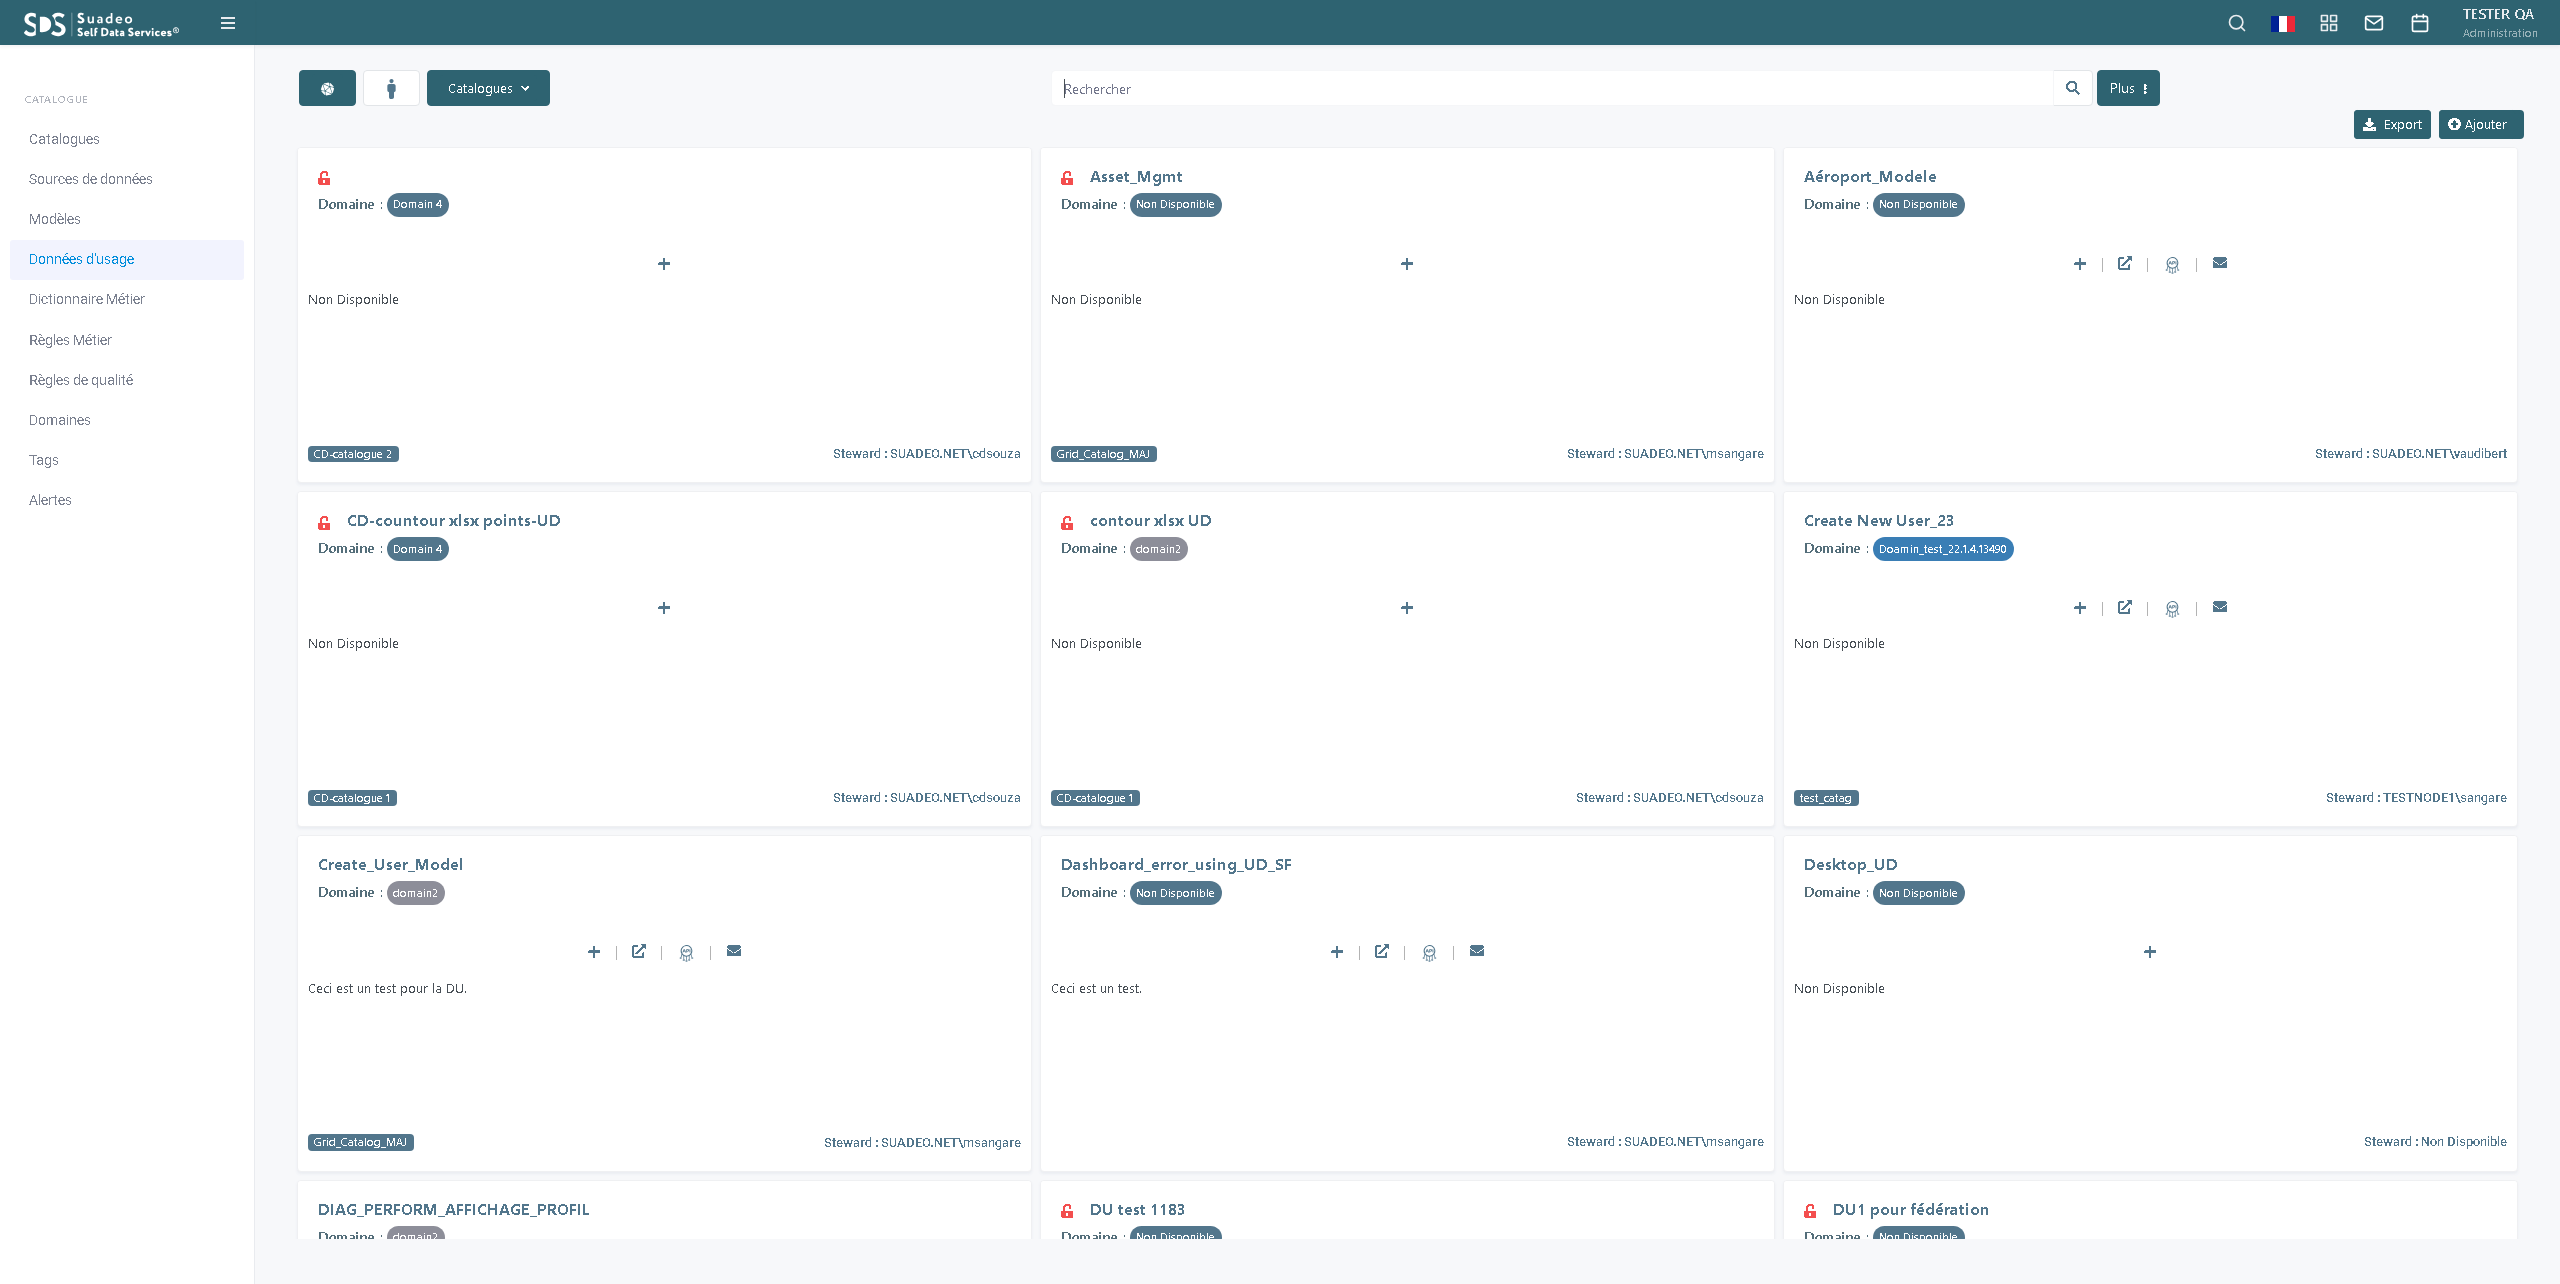 SDS Suadeo
Self Data Services®
TESTER QA
Administration
CATALOGUE
Catalogues
Sources de données
Modèles
Données d'usage
Dictionnaire Métier
Règles Métier
Règles de qualité
Domaines
Tags
Alertes
Catalogues
Rechercher
Plus
Export
Ajouter
Domaine : Domain 4
Non Disponible
CD-catalogue 2
Steward : SUADEO.NET\cdsouza
Asset_Mgmt
Domaine : Non Disponible
Non Disponible
Grid_Catalog_MAJ
Steward : SUADEO.NET\msangare
Aéroport_Modele
Domaine : Non Disponible
Non Disponible
Steward : SUADEO.NET\vaudibert
CD-countour xlsx points-UD
Domaine : Domain 4
Non Disponible
CD-catalogue 1
Steward : SUADEO.NET\cdsouza
contour xlsx UD
Domaine : domain2
Non Disponible
CD-catalogue 1
Steward : SUADEO.NET\cdsouza
Create New User_23
Domaine : Doamin_test_22.1.4.13490
Non Disponible
test_catag
Steward : TESTNODE1\sangare
Create_User_Model
Domaine : domain2
Ceci est un test pour la DU.
Grid_Catalog_MAJ
Steward : SUADEO.NET\msangare
Dashboard_error_using_UD_SF
Domaine : Non Disponible
Ceci est un test.
Steward : SUADEO.NET\msangare
Desktop_UD
Domaine : Non Disponible
Non Disponible
Steward : Non Disponible
DIAG_PERFORM_AFFICHAGE_PROFIL
Domaine : domain2
DU test 1183
Domaine : Non Disponible
DU1 pour fédération
Domaine : Non Disponible